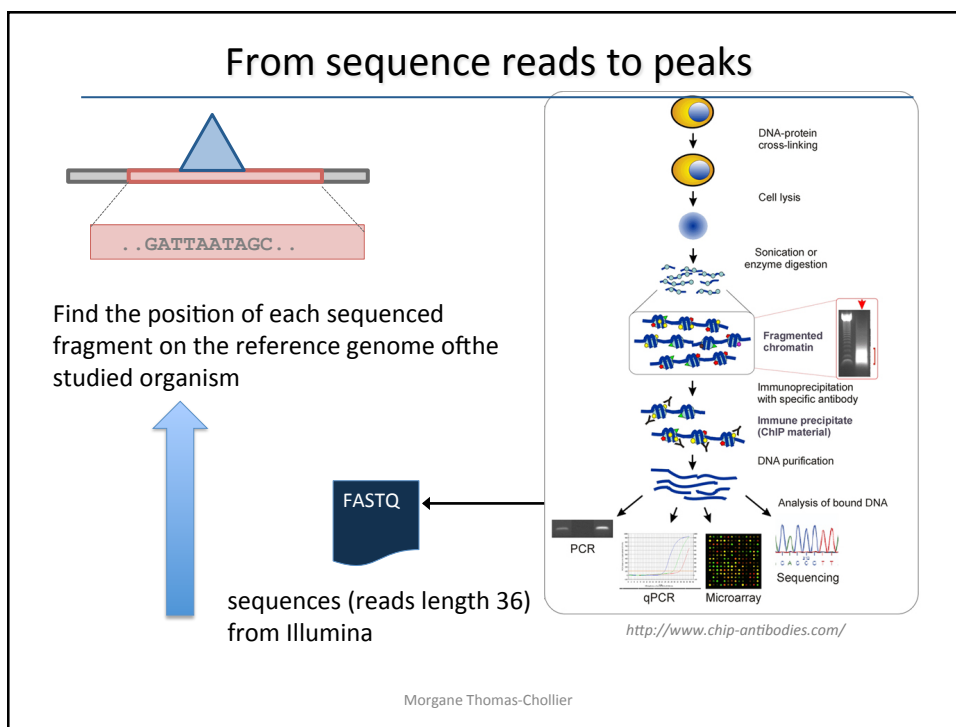 From sequence reads to peaks
..GATTAATAGC..
Find the position of each sequenced
fragment on the reference genome ofthe
studied organism
FASTQ
sequences (reads length 36)
from Illumina
DNA-protein
cross-linking
Cell lysis
Sonication or
enzyme digestion
Fragmented
chromatin
Immunoprecipitation
with specific antibody
Immune precipitate
(ChIP material)
DNA purification
Analysis of bound DNA
PCR
qPCR
Microarray
Sequencing
http://www.chip-antibodies.com/
Morgane Thomas-Chollier